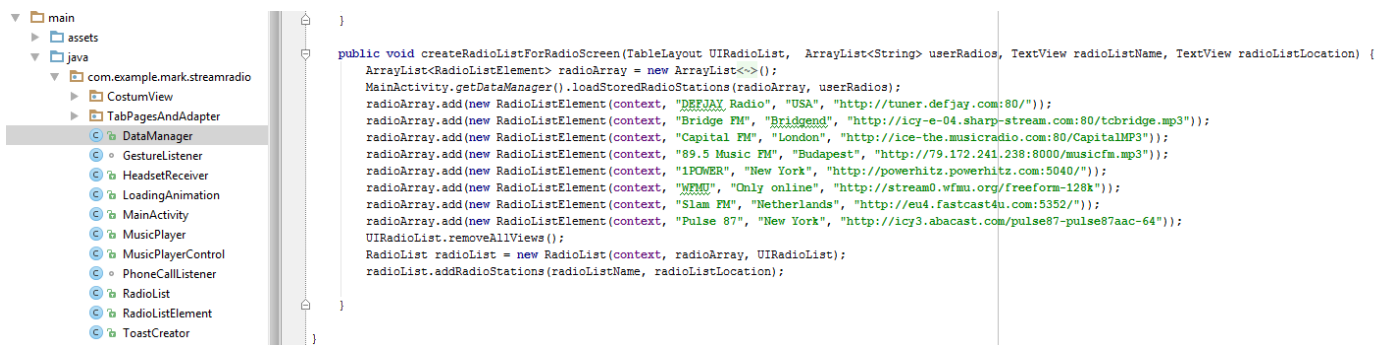 main
assets
java
com.example.mark.streamradio
CostumView
TabPagesAndAdapter
DataManager
GestureListener
HeadsetReceiver
LoadingAnimation
MainActivity
MusicPlayer
MusicPlayerControl
PhoneCallListener
RadioList
RadioListElement
ToastCreator
}
public void createRadioListForRadioScreen(TableLayout UIRadioList, ArrayList<String> userRadios, TextView radioListName, TextView radioListLocation) {
ArrayList<RadioListElement> radioArray = new ArrayList<~>();
MainActivity.getDataManager().loadStoredRadioStations(radioArray, userRadios);
radioArray.add(new RadioListElement(context, "DEFJAY Radio", "USA", "http://tuner.defjay.com:80/"));
radioArray.add(new RadioListElement(context, "Bridge FM", "Bridgend", "http://icy-e-04.sharp-stream.com:80/tcbridge.mp3"));
radioArray.add(new RadioListElement(context, "Capital FM", "London", "http://ice-the.musicradio.com:80/CapitalMP3"));
radioArray.add(new RadioListElement(context, "89.5 Music FM", "Budapest", "http://79.172.241.238:8000/musicfm.mp3"));
radioArray.add(new RadioListElement(context, "1POWER", "New York", "http://powerhitz.powerhitz.com:5040/"));
radioArray.add(new RadioListElement(context, "WFMU", "Only online", "http://stream0.wfmu.org/freeform-128k"));
radioArray.add(new RadioListElement(context, "Slam FM", "Netherlands", "http://eu4.fastcast4u.com:5352/"));
radioArray.add(new RadioListElement(context, "Pulse 87", "New York", "http://icy3.abacast.com/pulse87-pulse87aac-64"));
UIRadioList.removeAllViews();
RadioList radioList = new RadioList(context, radioArray, UIRadioList);
radioList.addRadioStations(radioListName, radioListLocation);
}
}